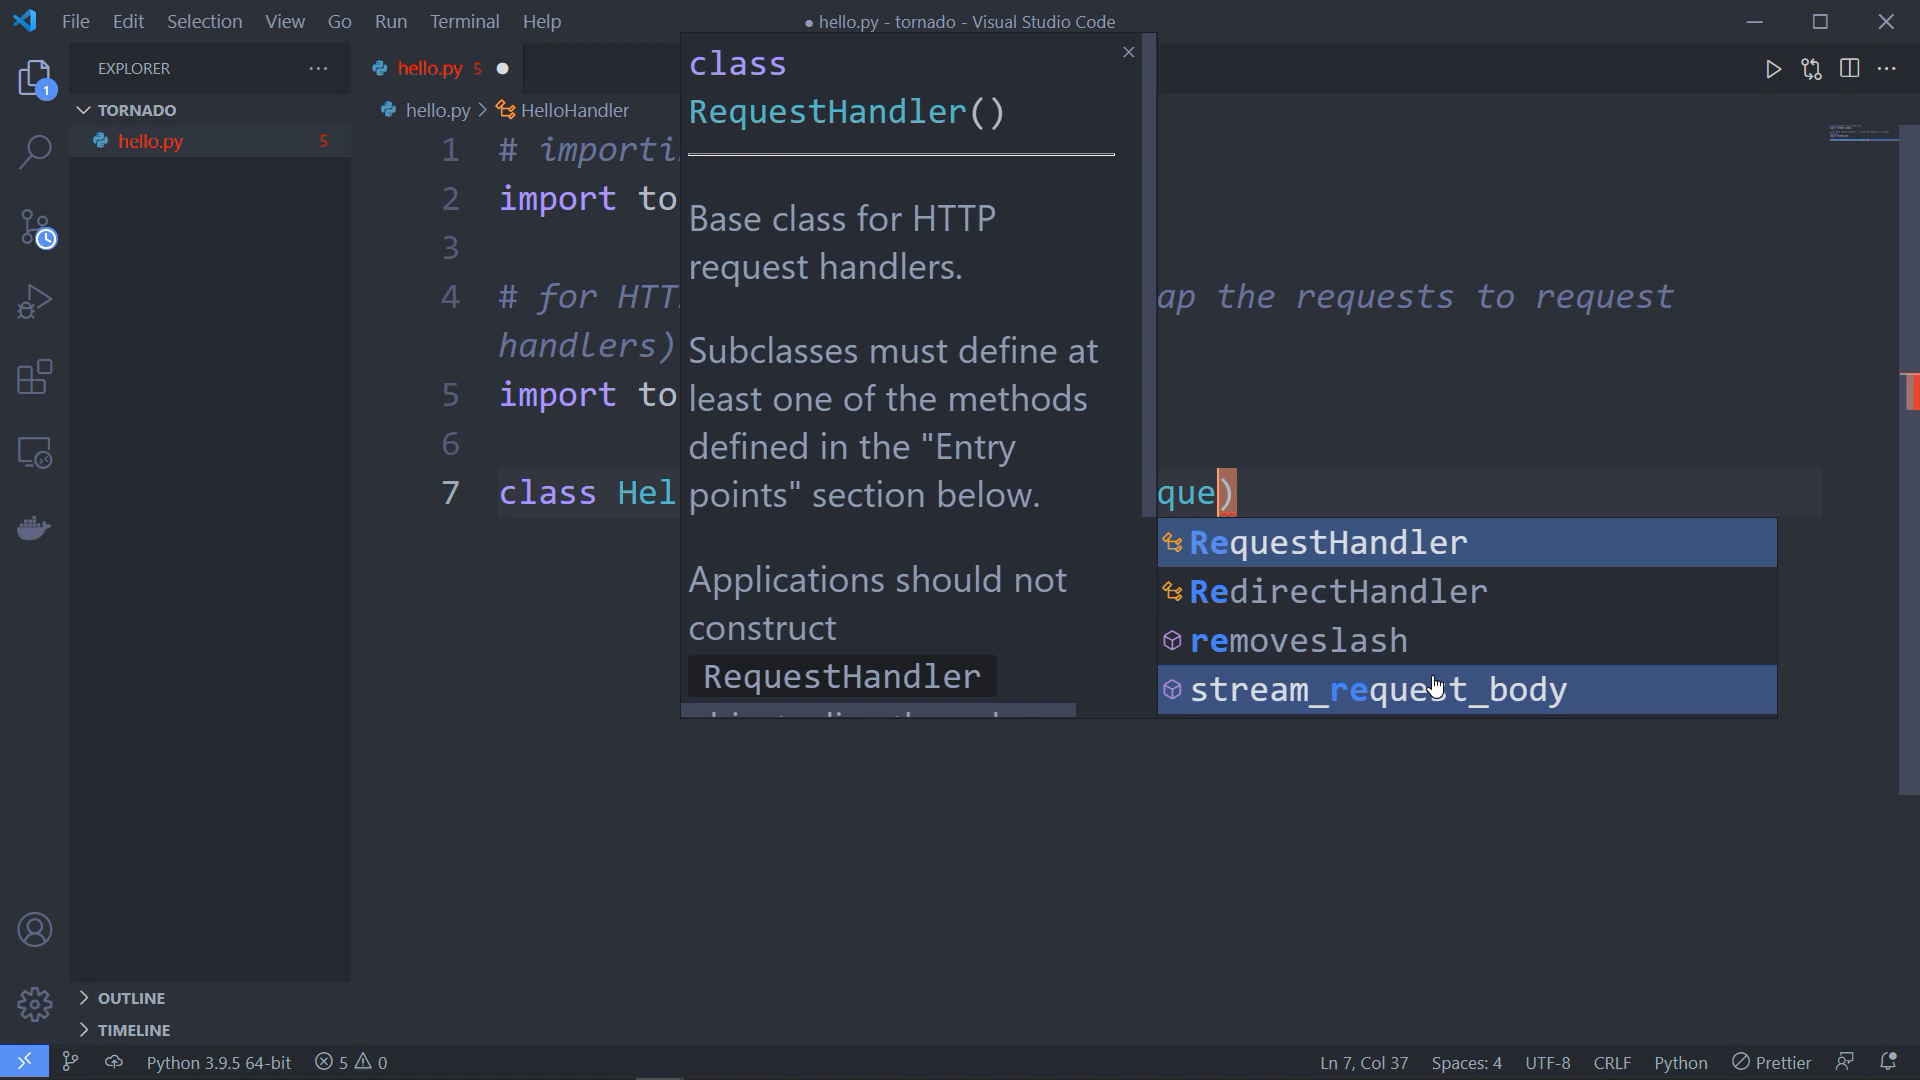 File Edit Selection View Go Run Terminal Help
● hello.py - tornado - Visual Studio Code
1
EXPLORER
TORNADO
hello.py 5
OUTLINE
TIMELINE
hello.py 5
hello.py > HelloHandler
1 # importi
2 import to
3
4 # for HTT ap the requests to request
handlers)
5 import to
6
7 class Hel que)
class
RequestHandler()
Base class for HTTP
request handlers.
Subclasses must define at
least one of the methods
defined in the "Entry
points" section below.
Applications should not
construct
RequestHandler
RequestHandler
RedirectHandler
removeslash
stream_request_body
Python 3.9.5 64-bit 5 0
Ln 7, Col 37 Spaces: 4 UTF-8 CRLF Python Prettier